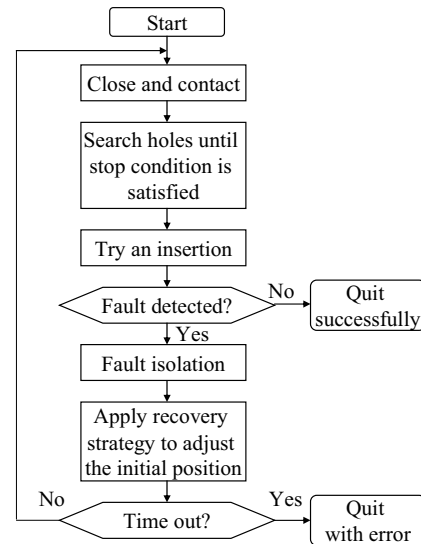 Start
Close and contact
Search holes until
stop condition is
satisfied
Try an insertion
Fault detected?
No
Quit
successfully
Yes
Fault isolation
Apply recovery
strategy to adjust
the initial position
No
Time out?
Yes
Quit
with error